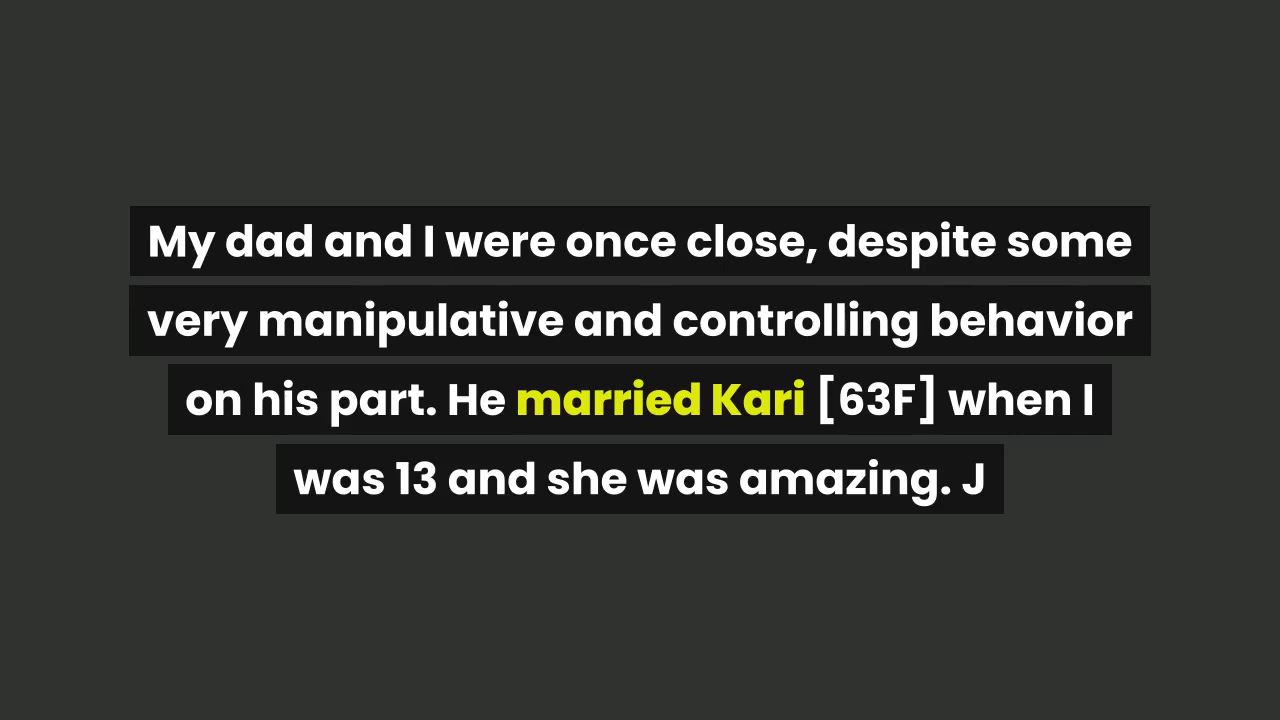 My dad and I were once close, despite some
very manipulative and controlling behavior
on his part. He married Kari [63F] when I
was 13 and she was amazing. J